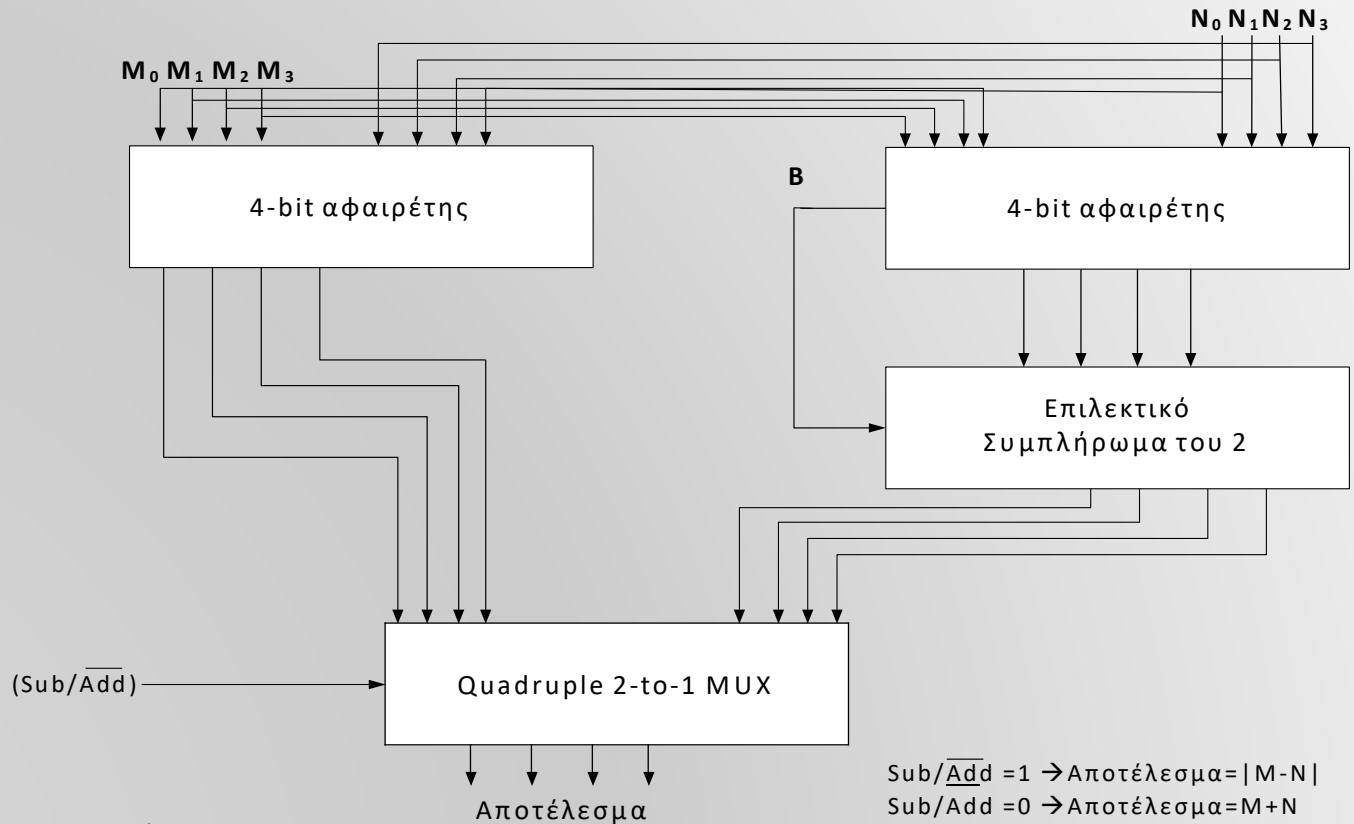 N0 N1 N2 N3
M0 M1 M2 M3
4-bit αφαιρέτης
B
4-bit αφαιρέτης
Επιλεκτικό
Συμπλήρωμα του 2
(Sub/Add)
Quadruple 2-to-1 MUX
Sub/Add =1 →Αποτέλεσμα=|M-N|
Sub/Add =0 →Αποτέλεσμα=M+N
Αποτέλεσμα